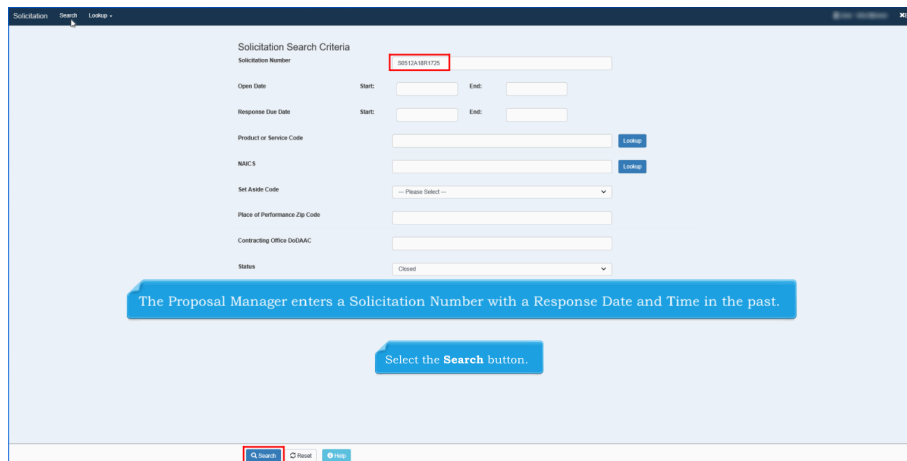 Solicitation Search Lookup
Solicitation Search Criteria
Solicitation Number S0512A18R1725
Open Date Start: End:
Response Due Date Start: End:
Product or Service Code Lookup
NAICS Lookup
Set Aside Code --- Please Select ---
Place of Performance Zip Code
Contracting Office DoDAAC
Status Closed
The Proposal Manager enters a Solicitation Number with a Response Date and Time in the past.
Select the Search button.
Search Reset Help